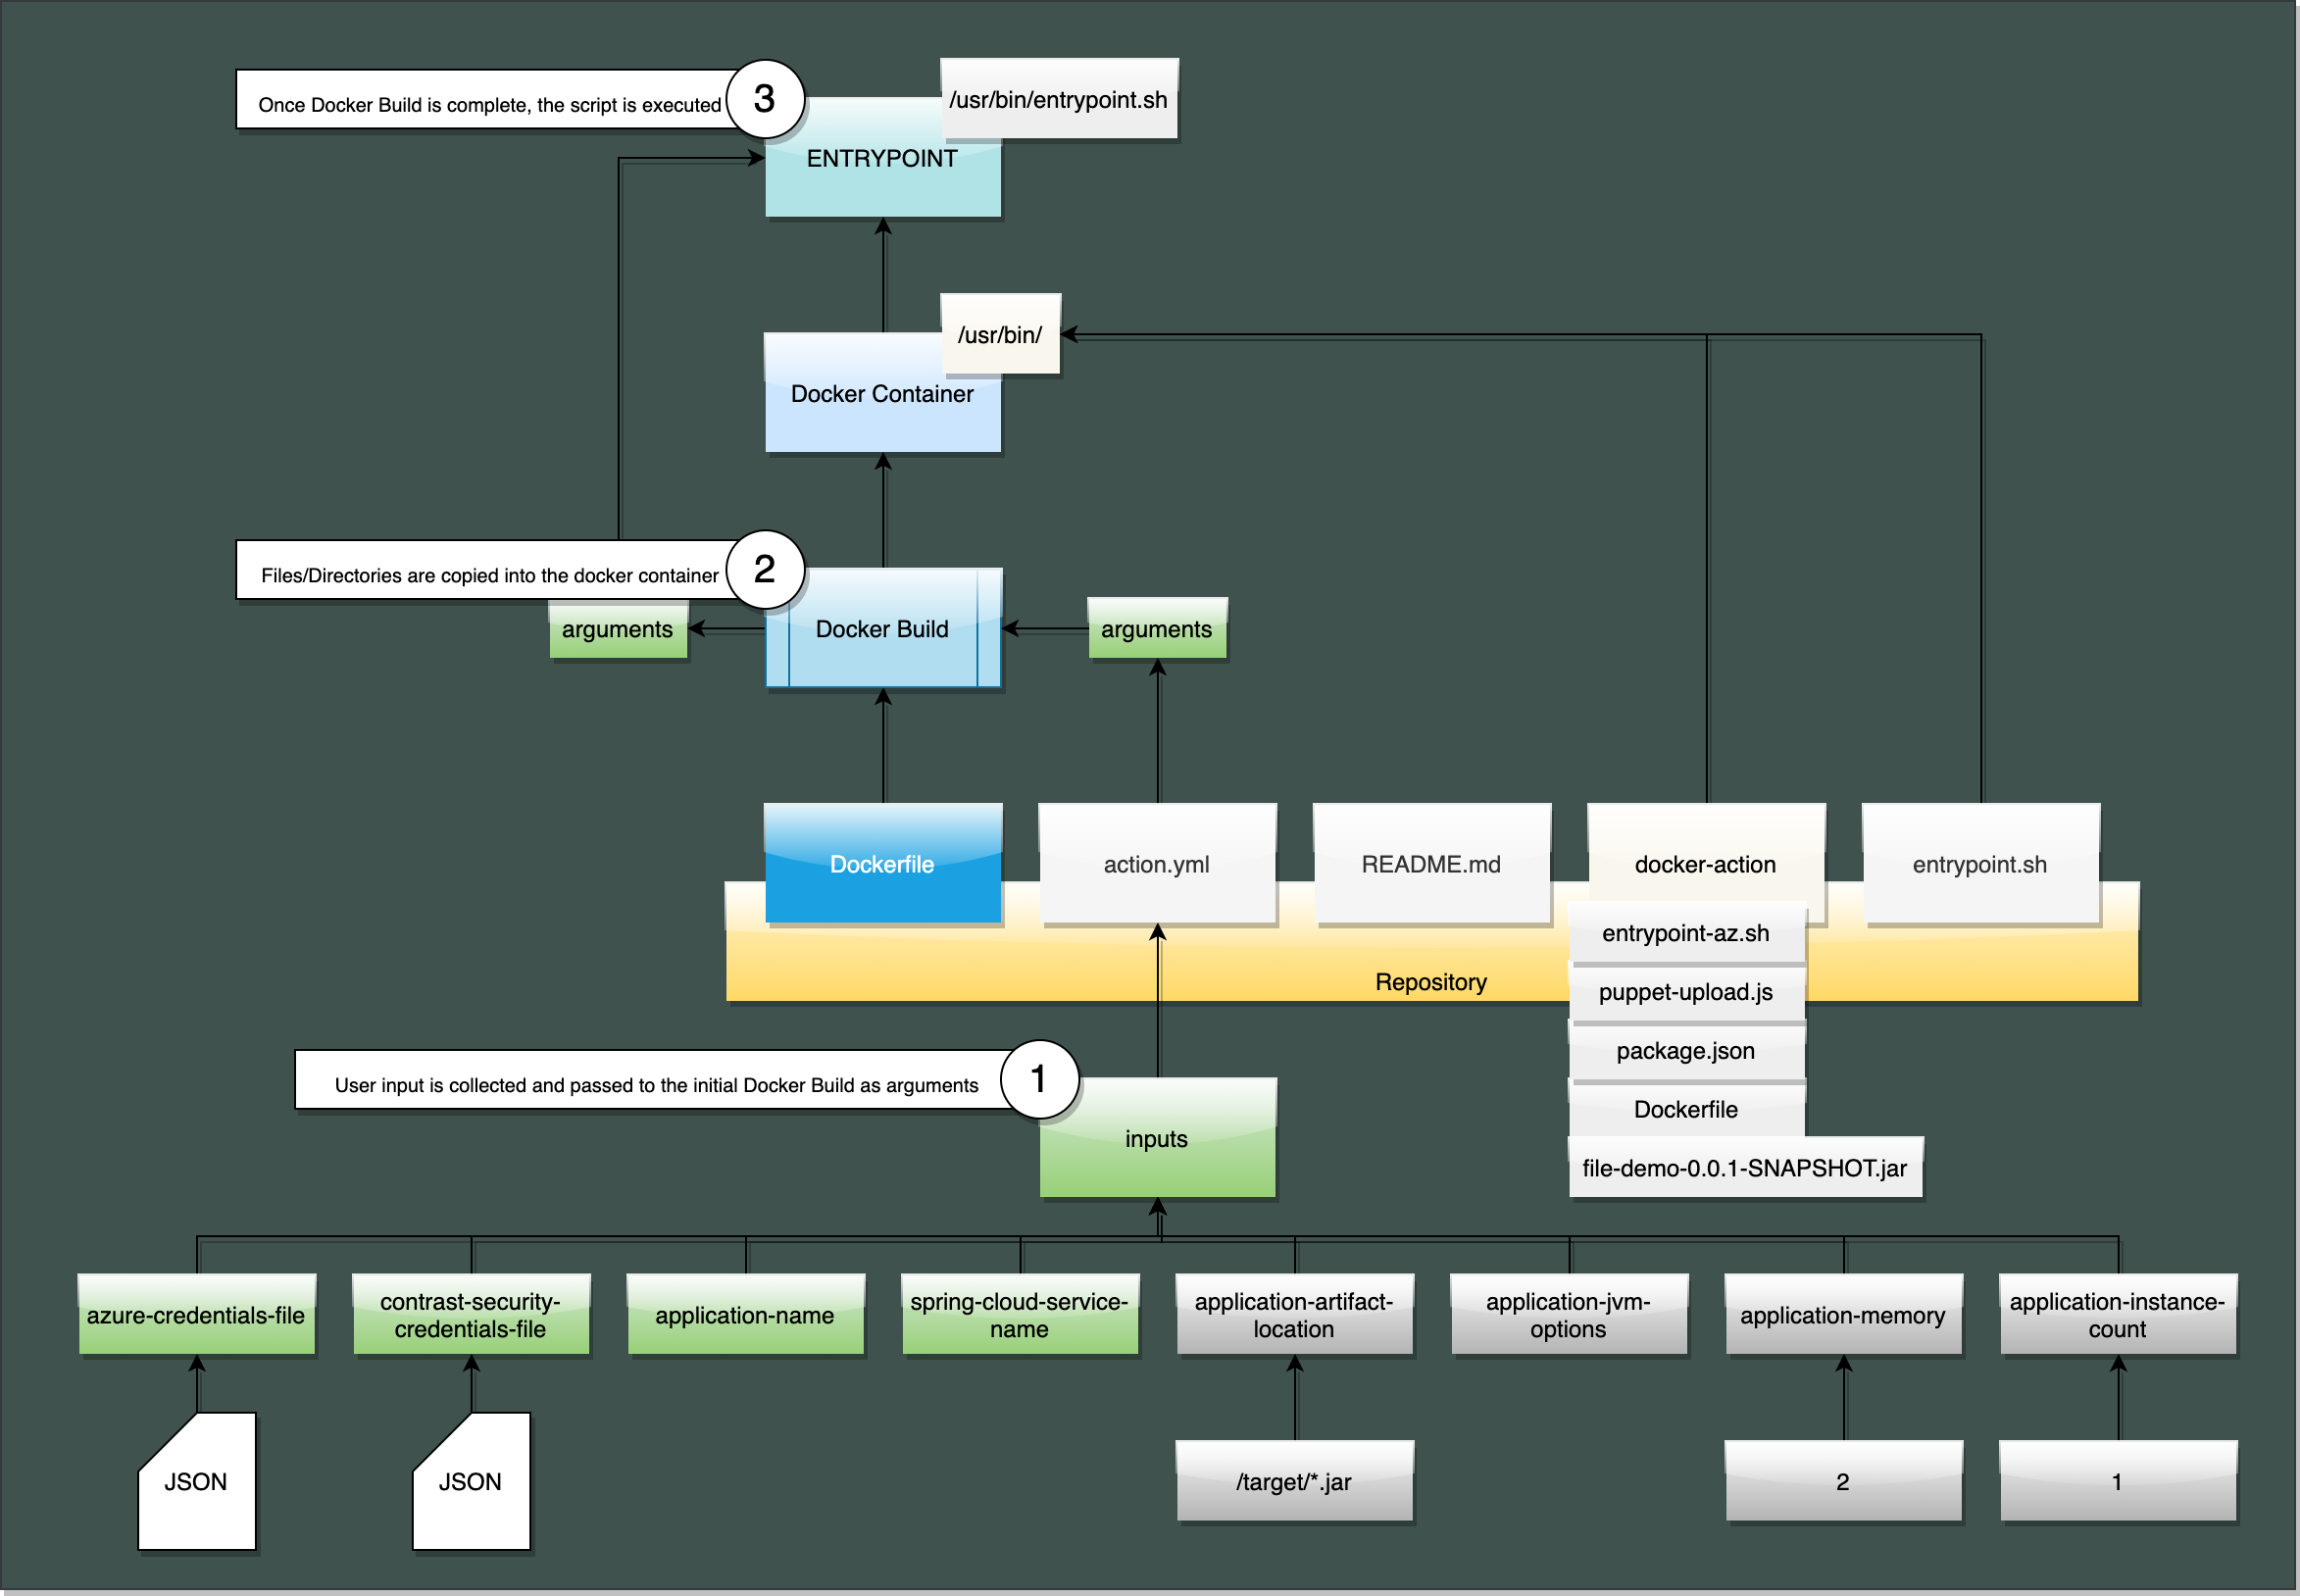 /usr/bin/entrypoint.sh
3
Once Docker Build is complete, the script is executed
ENTRYPOINT
/usr/bin/
Docker Container
2
Files/Directories are copied into the docker container
arguments
Docker Build
arguments
Dockerfile
action.yml
README.md
docker-action
entrypoint.sh
entrypoint-az.sh
Repository
puppet-upload.js
package.json
1
User input is collected and passed to the initial Docker Build as arguments
Dockerfile
inputs
file-demo-0.0.1-SNAPSHOT.jar
azure-credentials-file
contrast-security-
credentials-file
application-name
spring-cloud-service-
name
application-artifact-
location
application-jvm-
options
application-memory
application-instance-
count
JSON
JSON
/target/*.jar
2
1